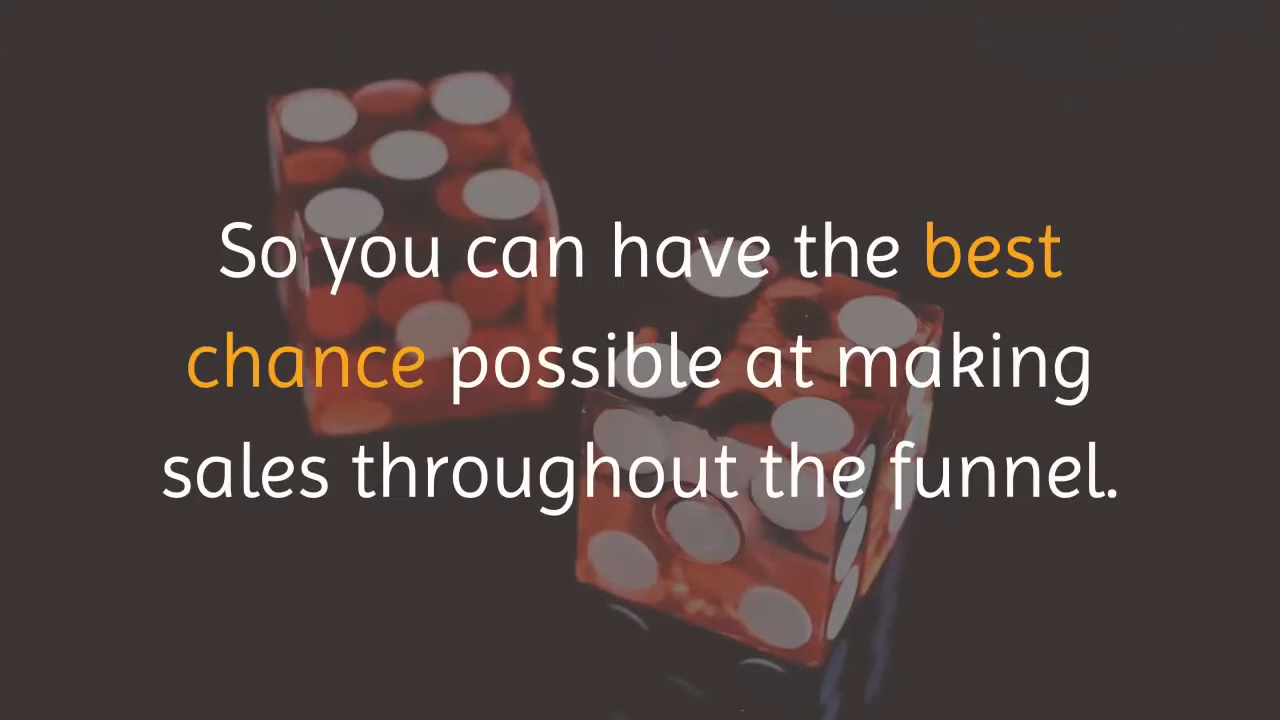 So you can have the best
chance possible at making
sales throughout the funnel.